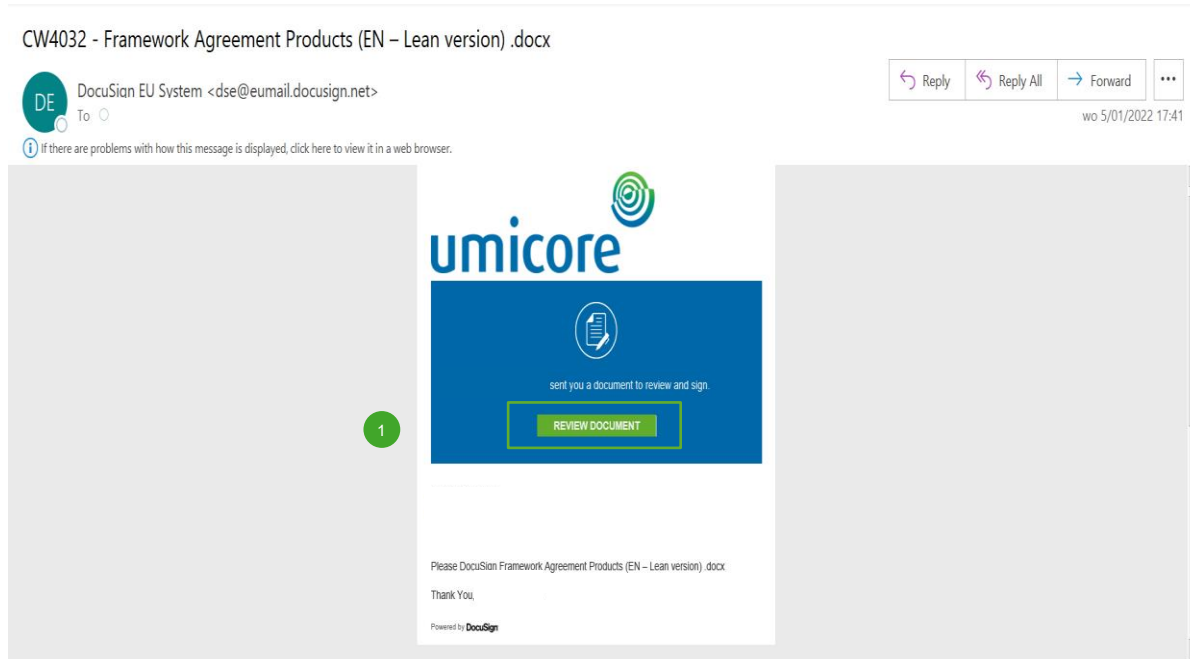 CW4032 - Framework Agreement Products (EN – Lean version) .docx
DE
DocuSign EU System <dse@eumail.docusign.net>
To
Reply
Reply All
Forward
wo 5/01/2022 17:41
If there are problems with how this message is displayed, click here to view it in a web browser.
umicore
sent you a document to review and sign.
1
REVIEW DOCUMENT
Please DocuSign Framework Agreement Products (EN – Lean version) .docx
Thank You,
Powered by DocuSign